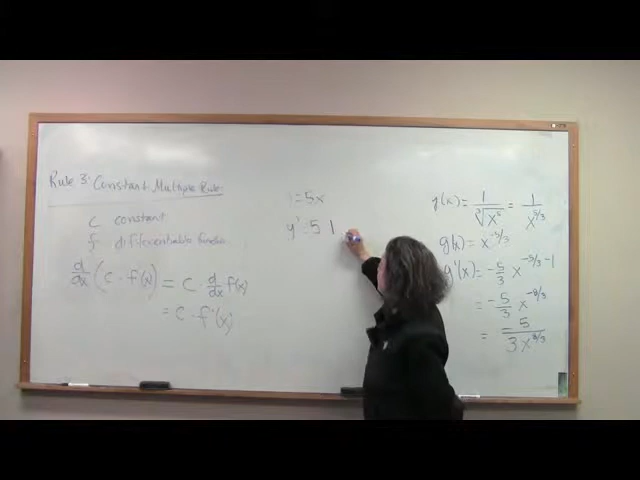 Rule 3: Constant Multiple Rule
c constant
f differentiable function
d/dx (c · f(x)) = c · d/dx f(x)
= c · f'(x)
y = 5x
y' = 5 · 1
g(x) = 1/∛(x⁵) = 1/x^(5/3)
g(x) = x^(-5/3)
g'(x) = -5/3 x^(-5/3 - 1)
= -5/3 x^(-8/3)
= -5/(3x^(8/3))